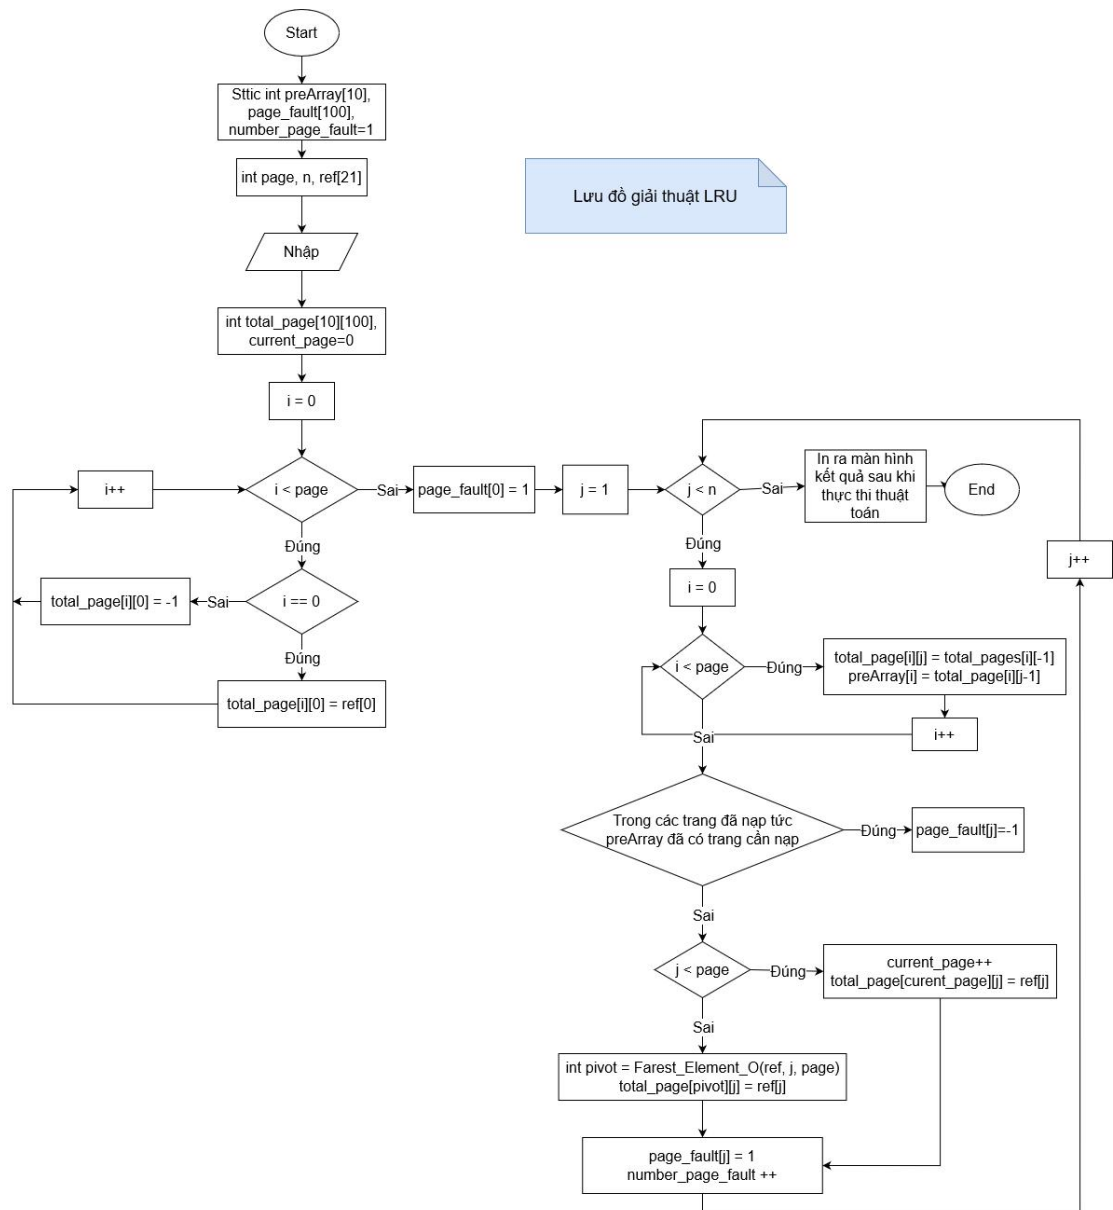 Start
Sttic int preArray[10],
page_fault[100],
number_page_fault=1
int page, n, ref[21]
Lưu đồ giải thuật LRU
Nhập
int total_page[10][100],
current_page=0
i = 0
i++
i < page
Sai
page_fault[0] = 1
j = 1
j < n
Sai
In ra màn hình
kết quả sau khi
thực thi thuật
toán
End
Đúng
Đúng
j++
total_page[i][0] = -1
Sai
i == 0
i = 0
Đúng
total_page[i][0] = ref[0]
i < page
Đúng
total_page[i][j] = total_pages[i][-1]
preArray[i] = total_page[i][j-1]
i++
Sai
Trong các trang đã nạp tức
preArray đã có trang cần nạp
Đúng
page_fault[j]=-1
Sai
j < page
Đúng
current_page++
total_page[curent_page][j] = ref[j]
Sai
int pivot = Farest_Element_O(ref, j, page)
total_page[pivot][j] = ref[j]
page_fault[j] = 1
number_page_fault ++